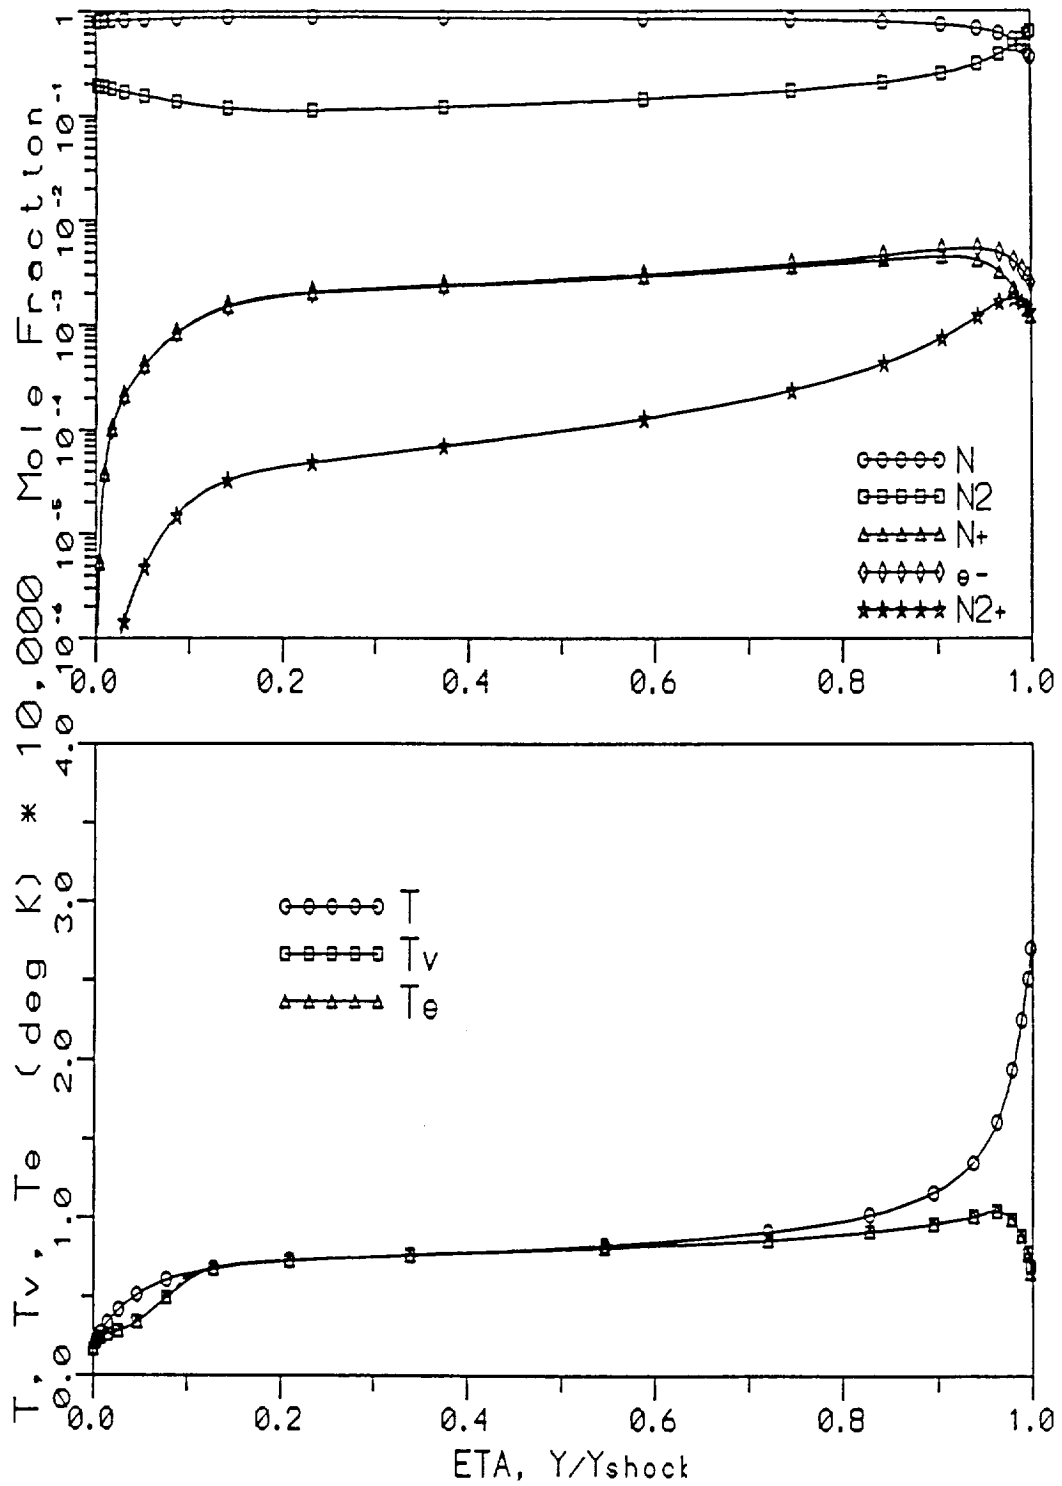 T, Tv, Te (deg K) * 10,000 Mole Fraction
1
10-1
10-2
10-3
10-4
10-5
10-6
N
N2
N+
e-
N2+
0.0 0.2 0.4 0.6 0.8 1.0
4.0
3.0
2.0
1.0
0.0
T
Tv
Te
0.0 0.2 0.4 0.6 0.8 1.0
ETA, Y/Yshock